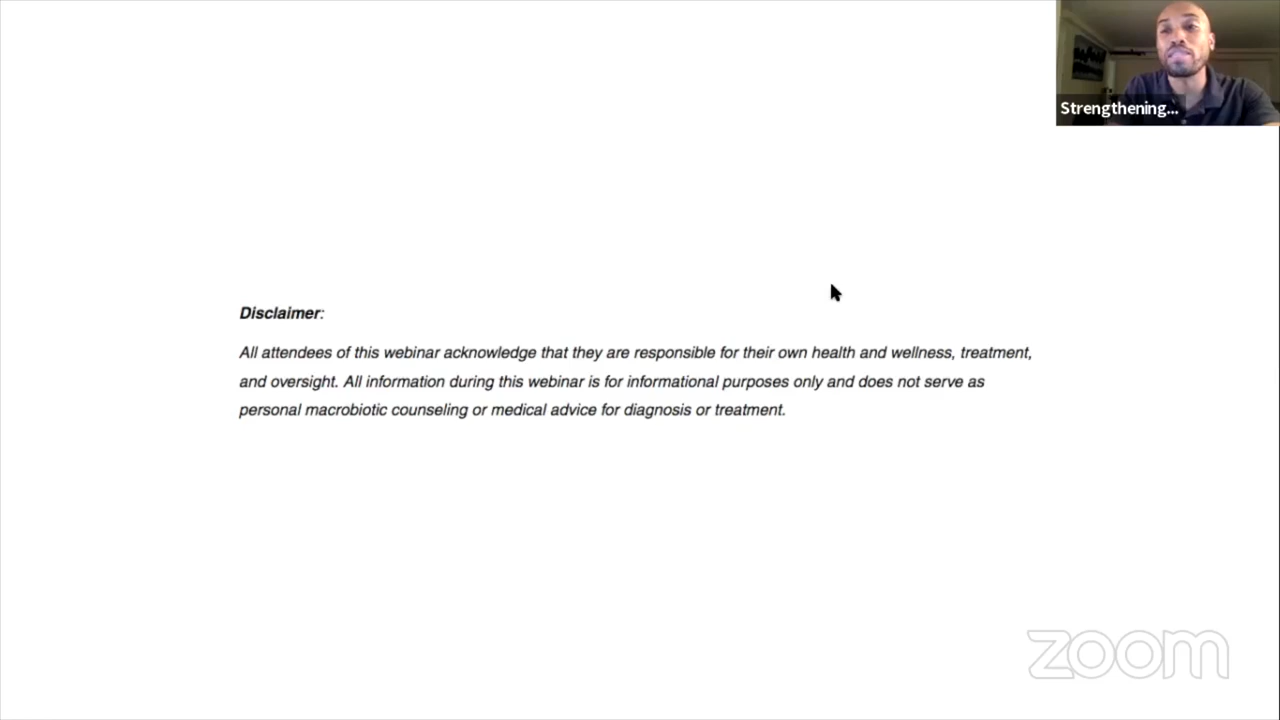 Strengthening...
Disclaimer:
All attendees of this webinar acknowledge that they are responsible for their own health and wellness, treatment,
and oversight. All information during this webinar is for informational purposes only and does not serve as
personal macrobiotic counseling or medical advice for diagnosis or treatment.
zoom